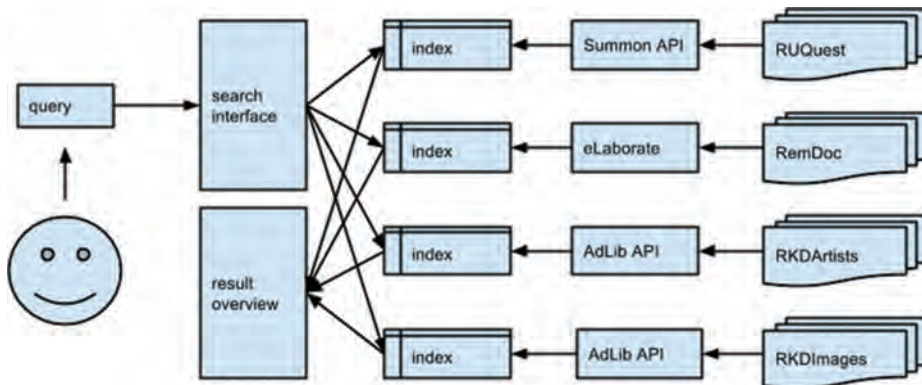 query
search
interface
result
overview
index
Summon API
RUQuest
index
eLaborate
RemDoc
index
AdLib API
RKDArtists
index
AdLib API
RKDImages